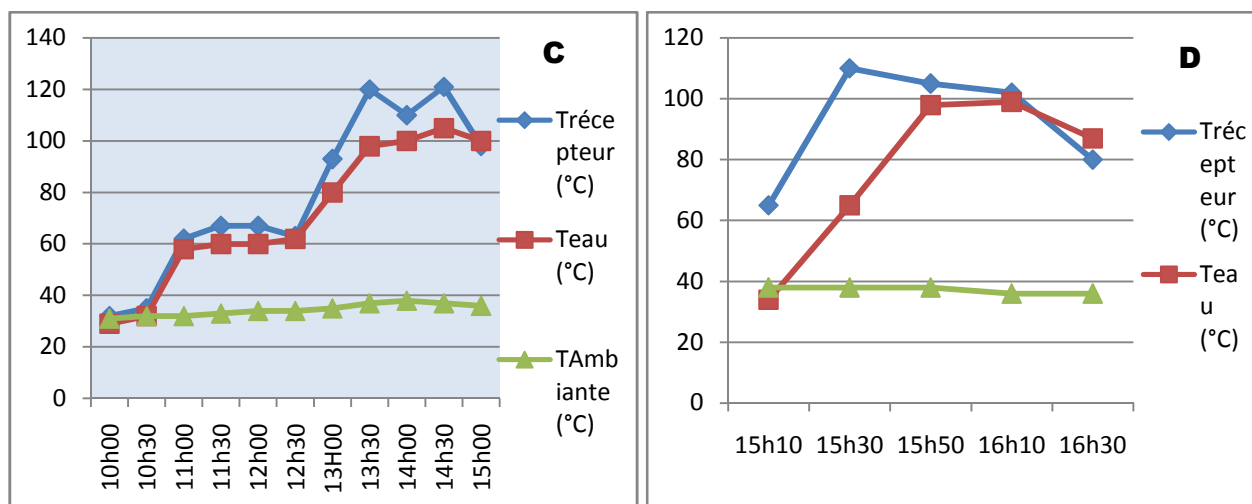 C
140
120
100
80
60
40
20
0
10h00
10h30
11h00
11h30
12h00
12h30
13H00
13h30
14h00
14h30
15h00
Tréce
pteur
(°C)
Teau
(°C)
TAmb
iante
(°C)
D
120
100
80
60
40
20
0
15h10 15h30 15h50 16h10 16h30
Tréc
ept
eur
(°C)
Tea
u
(°C)